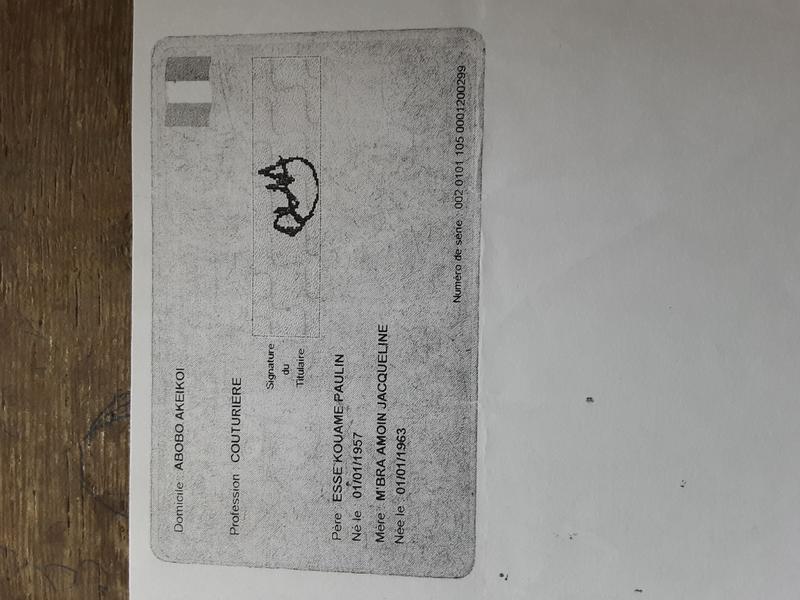 Domicile : ABOBO AKEIKOI
Profession : COUTURIERE
Signature
du
Titulaire
Père : ESSE KOUAME PAULIN
Né le : 01/01/1957
Mère : M'BRA AMOIN JACQUELINE
Née le : 01/01/1963
Numéro de série : 002 0101 105 0001200299